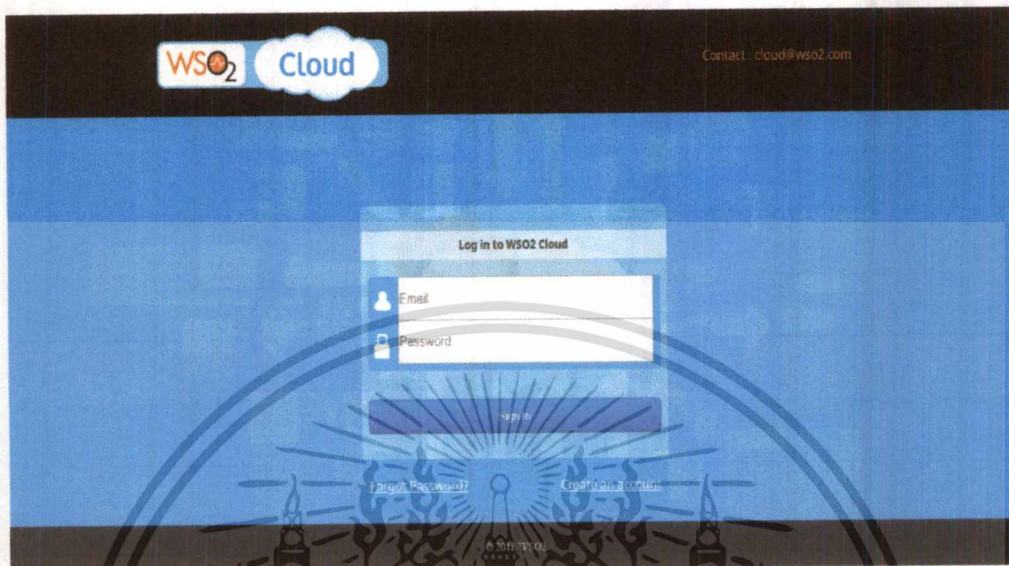 WSO2 Cloud
Contact cloud@wso2.com
Log in to WSO2 Cloud
Email
Password
Sign in
Forgot Password?
Create an account
WSO2